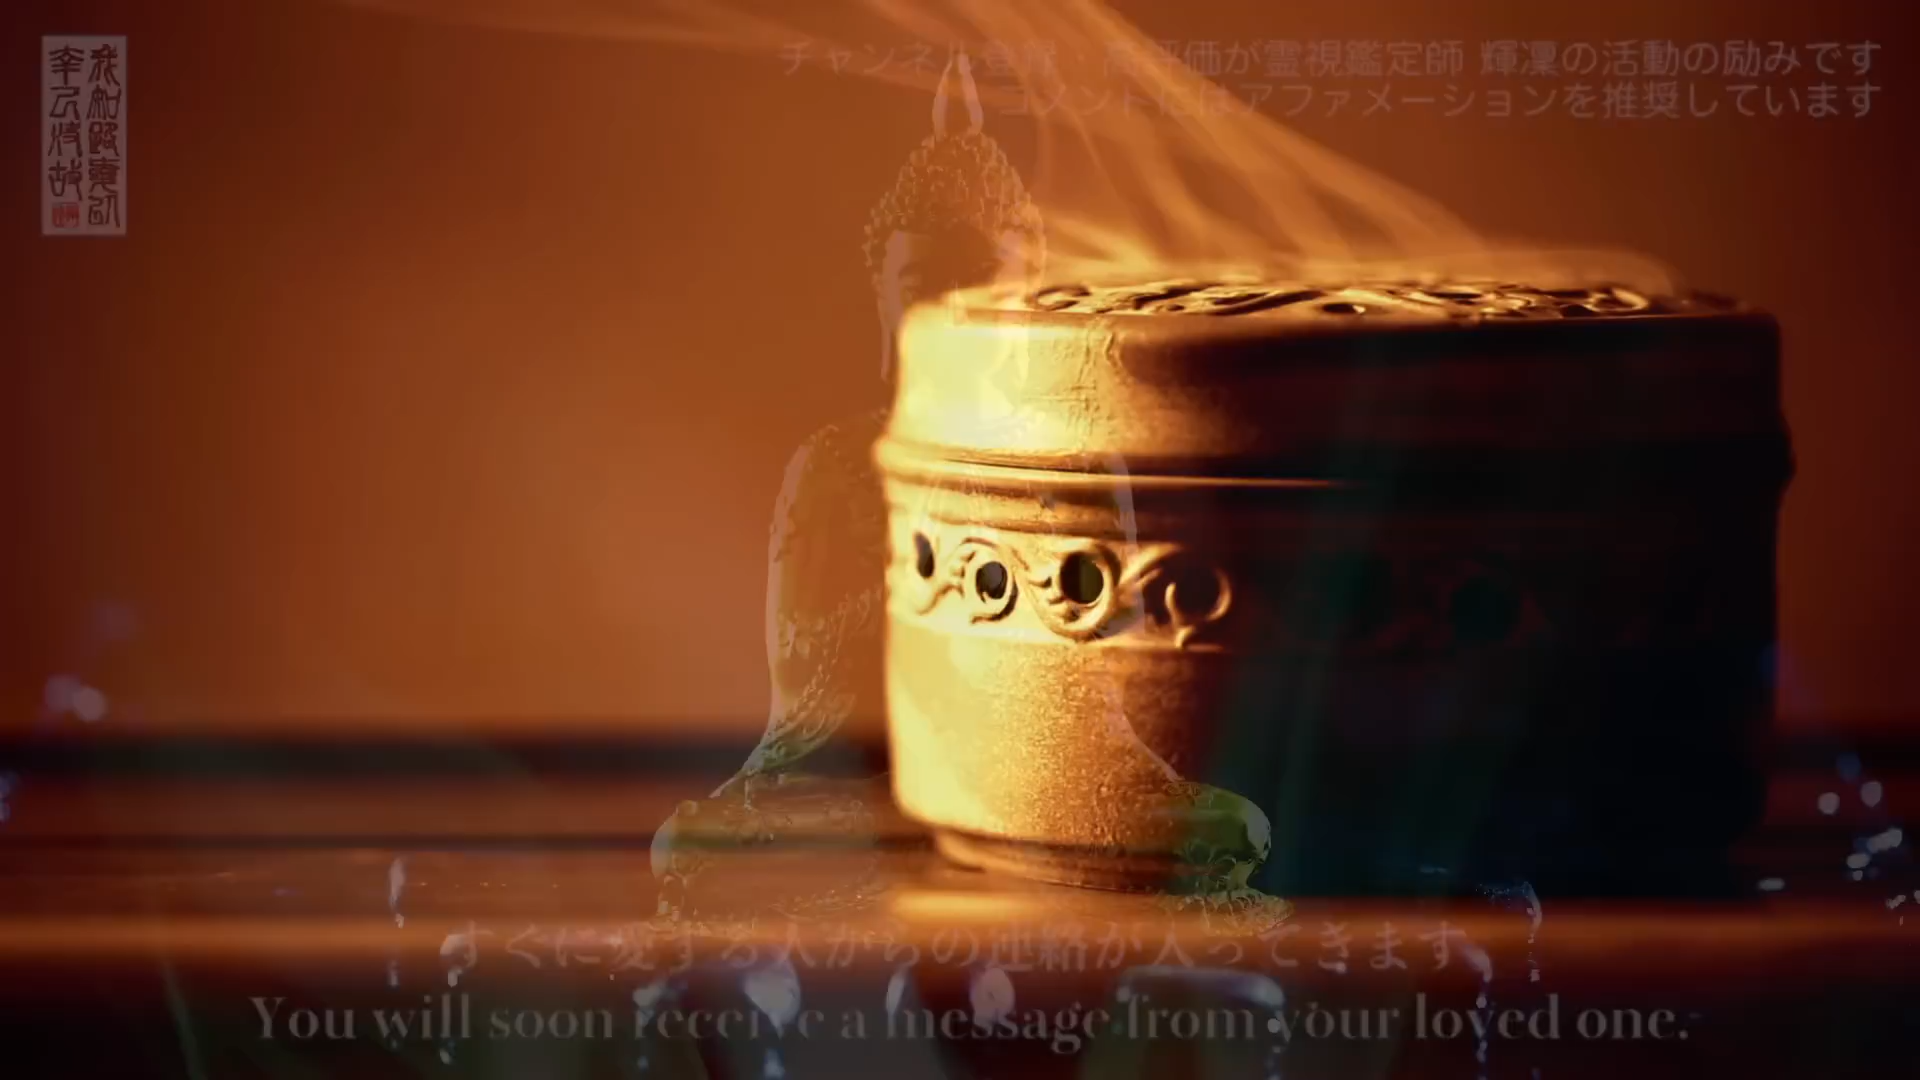 チャンネル登録・高評価が霊視鑑定師 輝凜の活動の励みです
コメント欄はアファメーションを推奨しています
すぐに愛する人からの連絡が入ってきます
You will soon receive a message from your loved one.